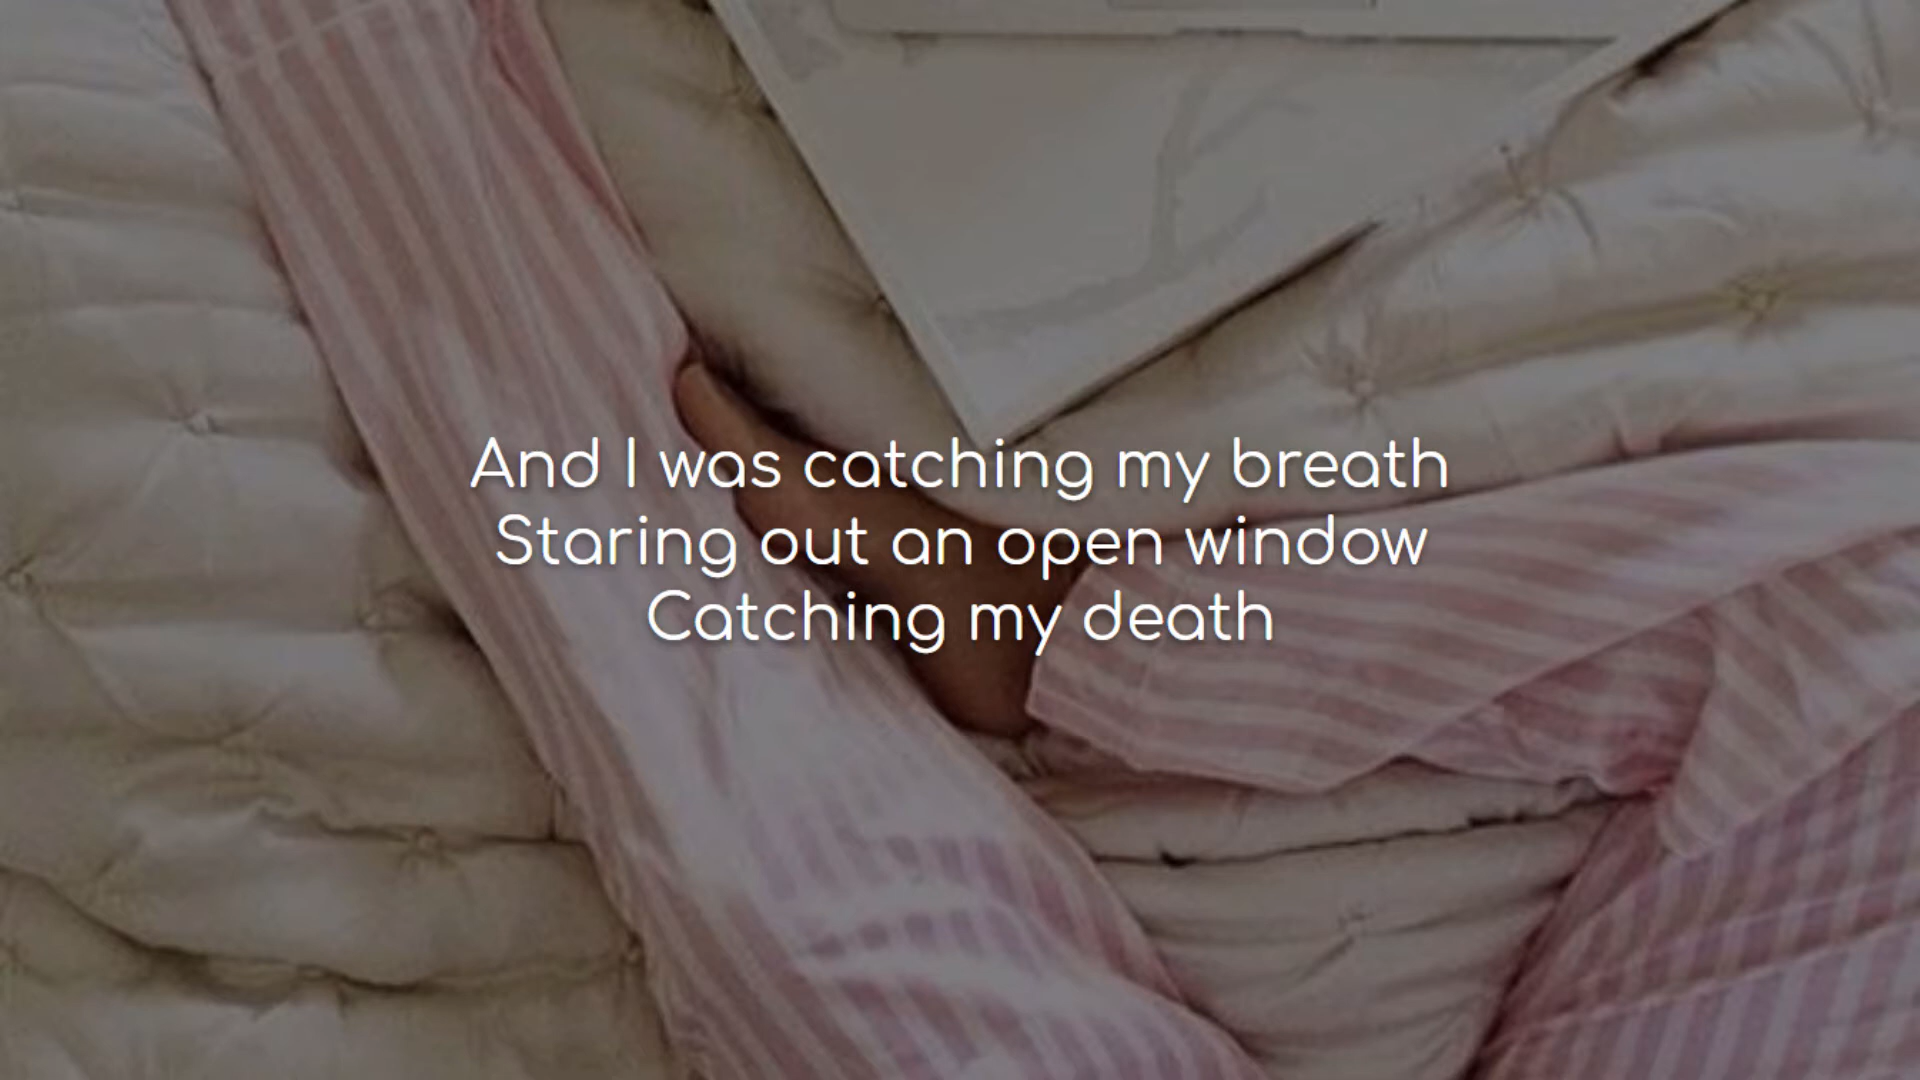 And I was catching my breath
Staring out an open window
Catching my death